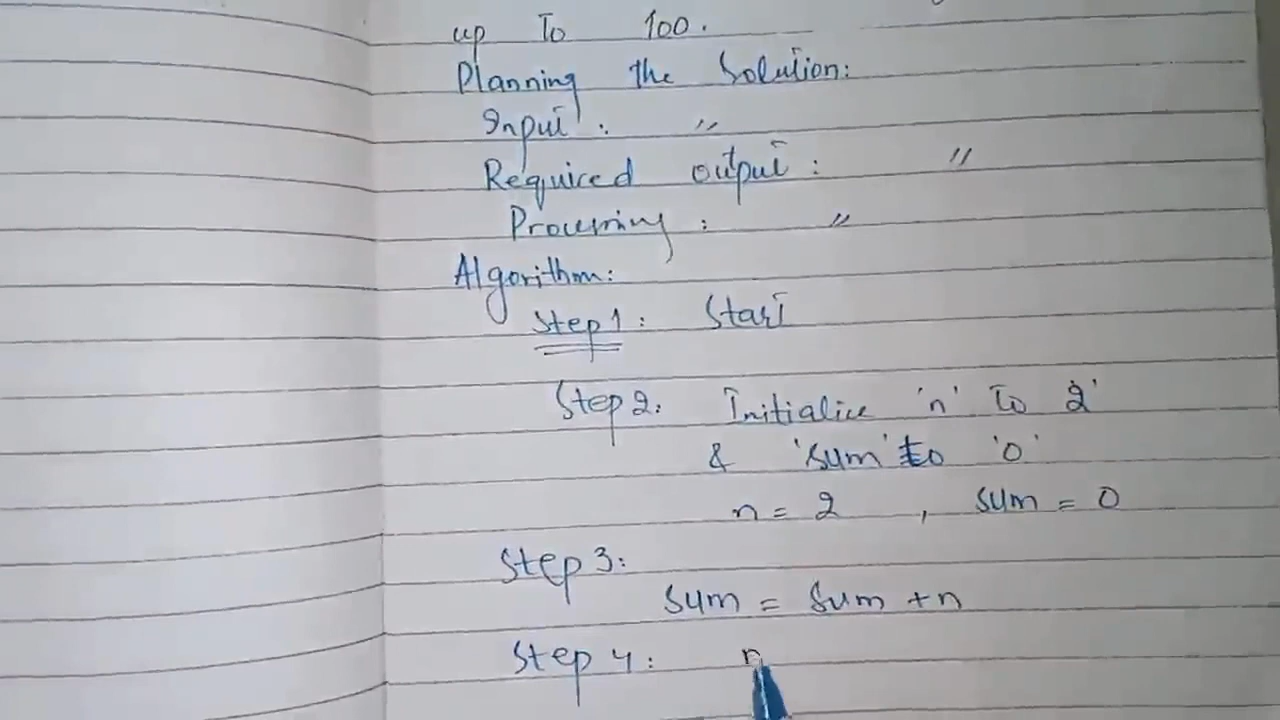 up To 100.
Planning the Solution:
Input : "
Required output : "
Processing : "
Algorithm:
Step 1 : Start
Step 2 : Initialice 'n' To 2'
& 'sum' to '0'
n = 2 , sum = 0
Step 3:
sum = sum + n
Step 4 : n